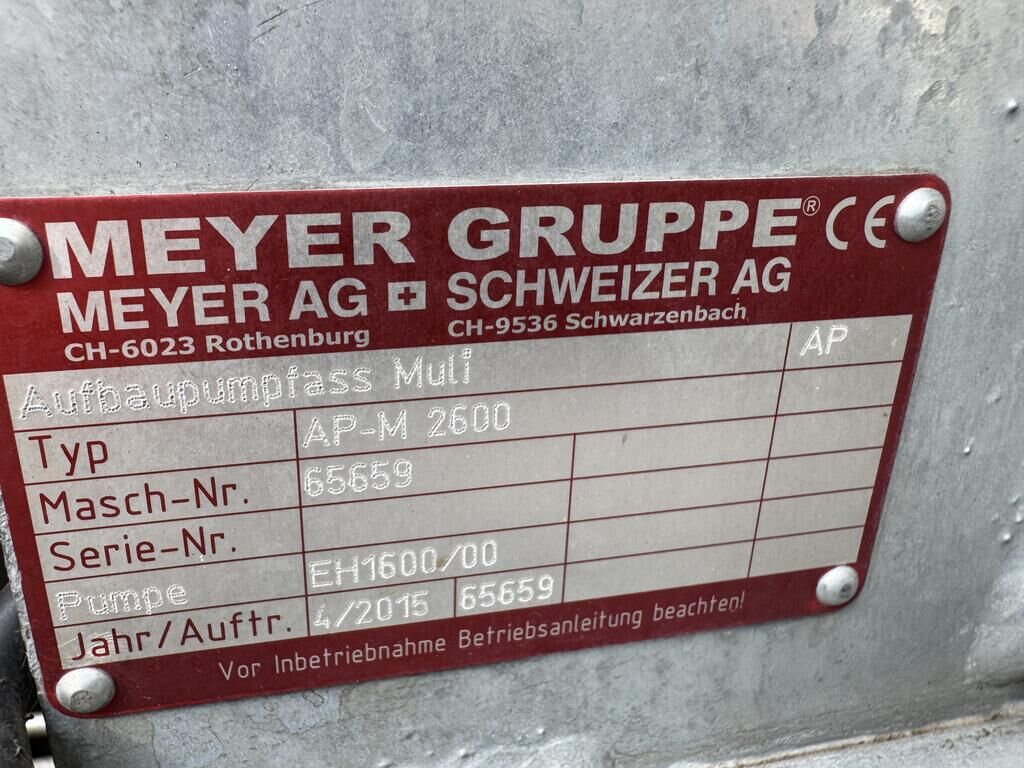 MEYER GRUPPE® CE
MEYER AG SCHWEIZER AG
CH-6023 Rothenburg CH-9536 Schwarzenbach
Aufbaupumpfass Muli AP
Typ AP-M 2600
Masch-Nr. 65659
Serie-Nr.
Pumpe EH1600/00
Jahr/Auftr. 4/2015 65659
Vor Inbetriebnahme Betriebsanleitung beachten!